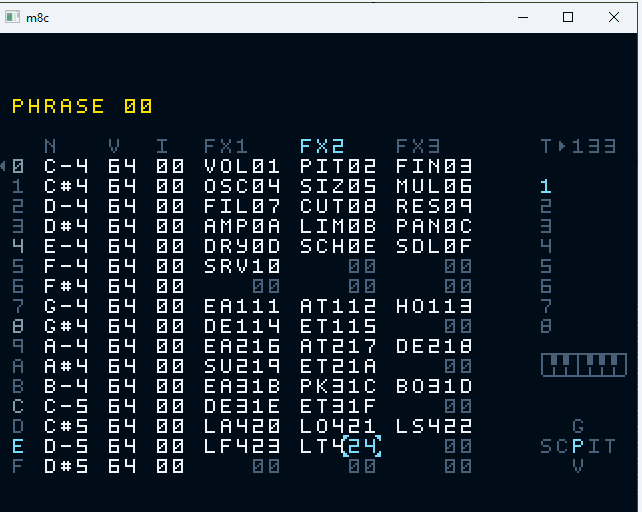 m8c
PHRASE 00
N V I FX1 FX2 FX3 T 133
0 C-4 64 00 VOL01 PIT02 FIN03
1 C#4 64 00 OSC04 SIZ05 MUL06 1
2 D-4 64 00 FIL07 CUT08 RES09 2
3 D#4 64 00 AMP0A LIM0B PAN0C 3
4 E-4 64 00 DRY0D SCH0E SDL0F 4
5 F-4 64 00 SRV10 00 00 5
6 F#4 64 00 00 00 00 6
7 G-4 64 00 EA111 AT112 HO113 7
8 G#4 64 00 DE114 ET115 00 8
9 A-4 64 00 EA216 AT217 DE218
A A#4 64 00 SU219 ET21A 00
B B-4 64 00 EA31B PK31C BO31D
C C-5 64 00 DE31E ET31F 00
D C#5 64 00 LA420 LO421 LS422 G
E D-5 64 00 LF423 LT424 00 SCPIT
F D#5 64 00 00 00 00 V